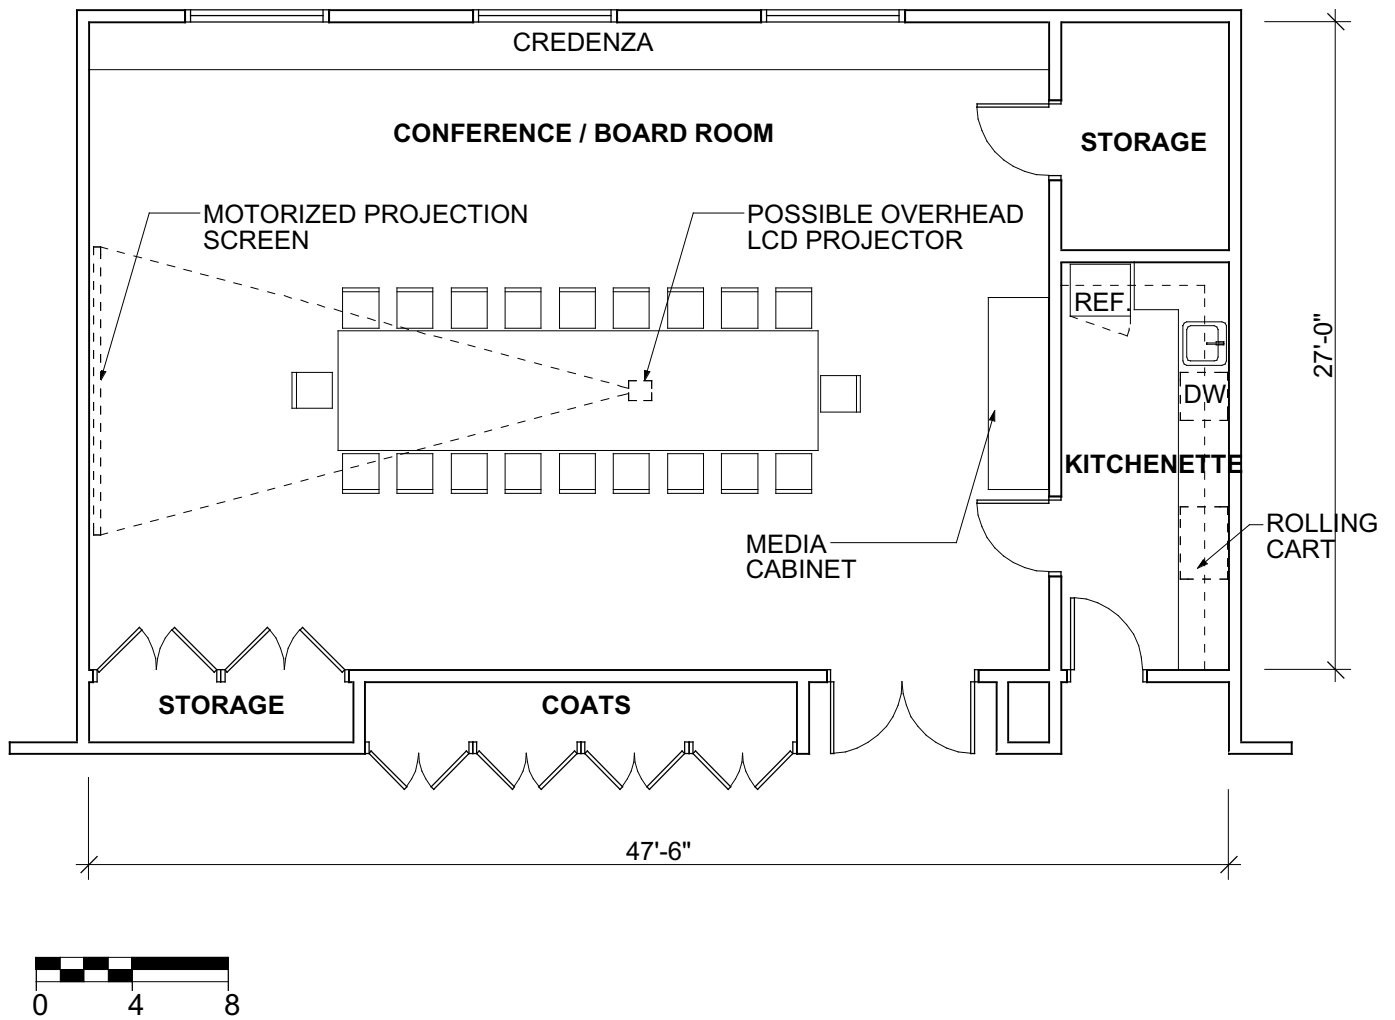 CREDENZA
CONFERENCE / BOARD ROOM
STORAGE
MOTORIZED PROJECTION
SCREEN
POSSIBLE OVERHEAD
LCD PROJECTOR
REF.
27'-0"
DW
KITCHENETTE
ROLLING
CART
MEDIA
CABINET
STORAGE
COATS
47'-6"
0 4 8